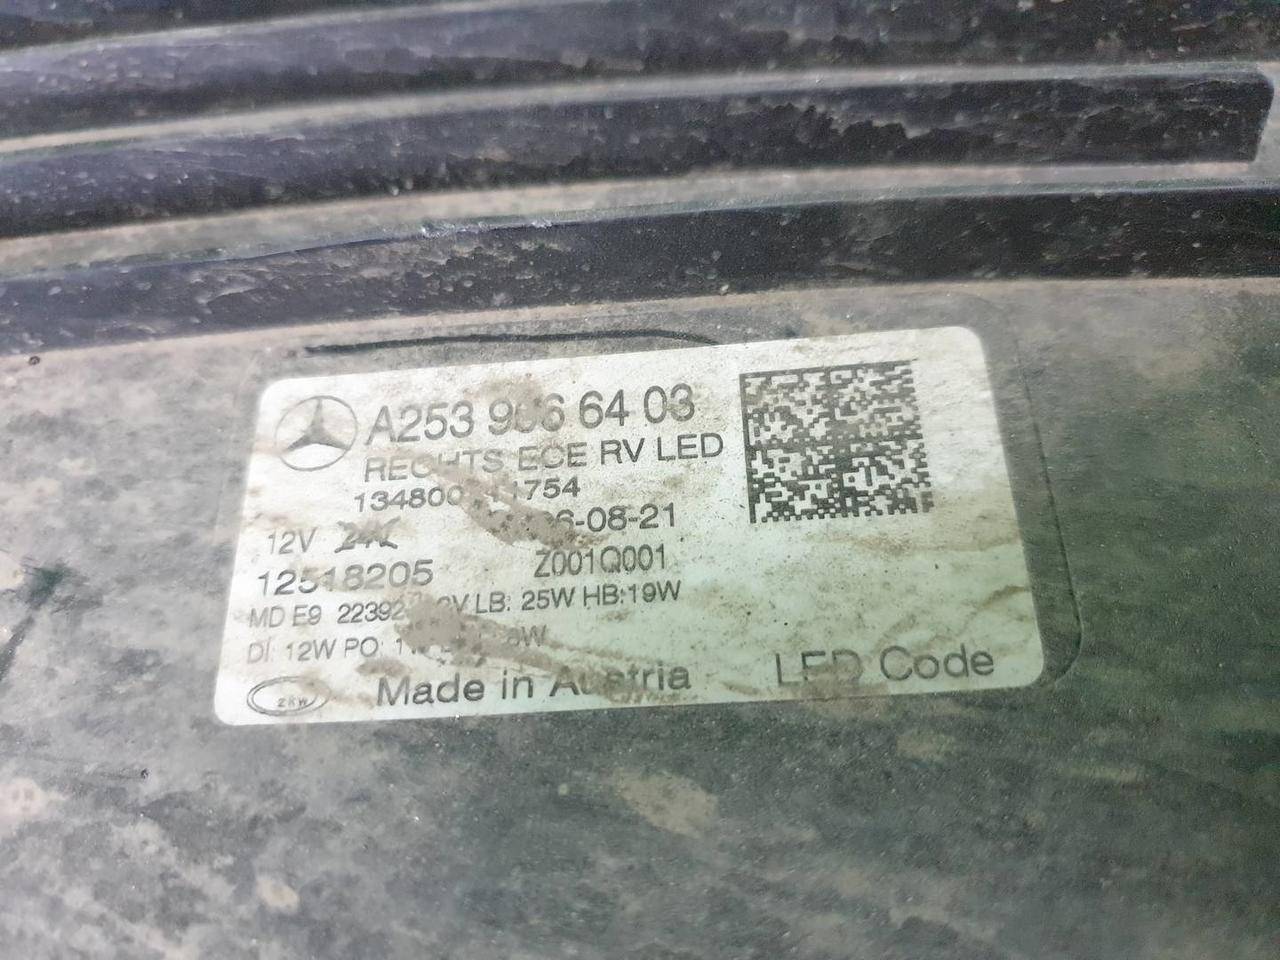 A253 906 64 03
RECHTS ECE RV LED
12V 24V
-08-21
12518205 Z001Q001
MD E9 LB: 25W HB:19W
DI: 12W PO:
ZKW Made in Austria LED Code